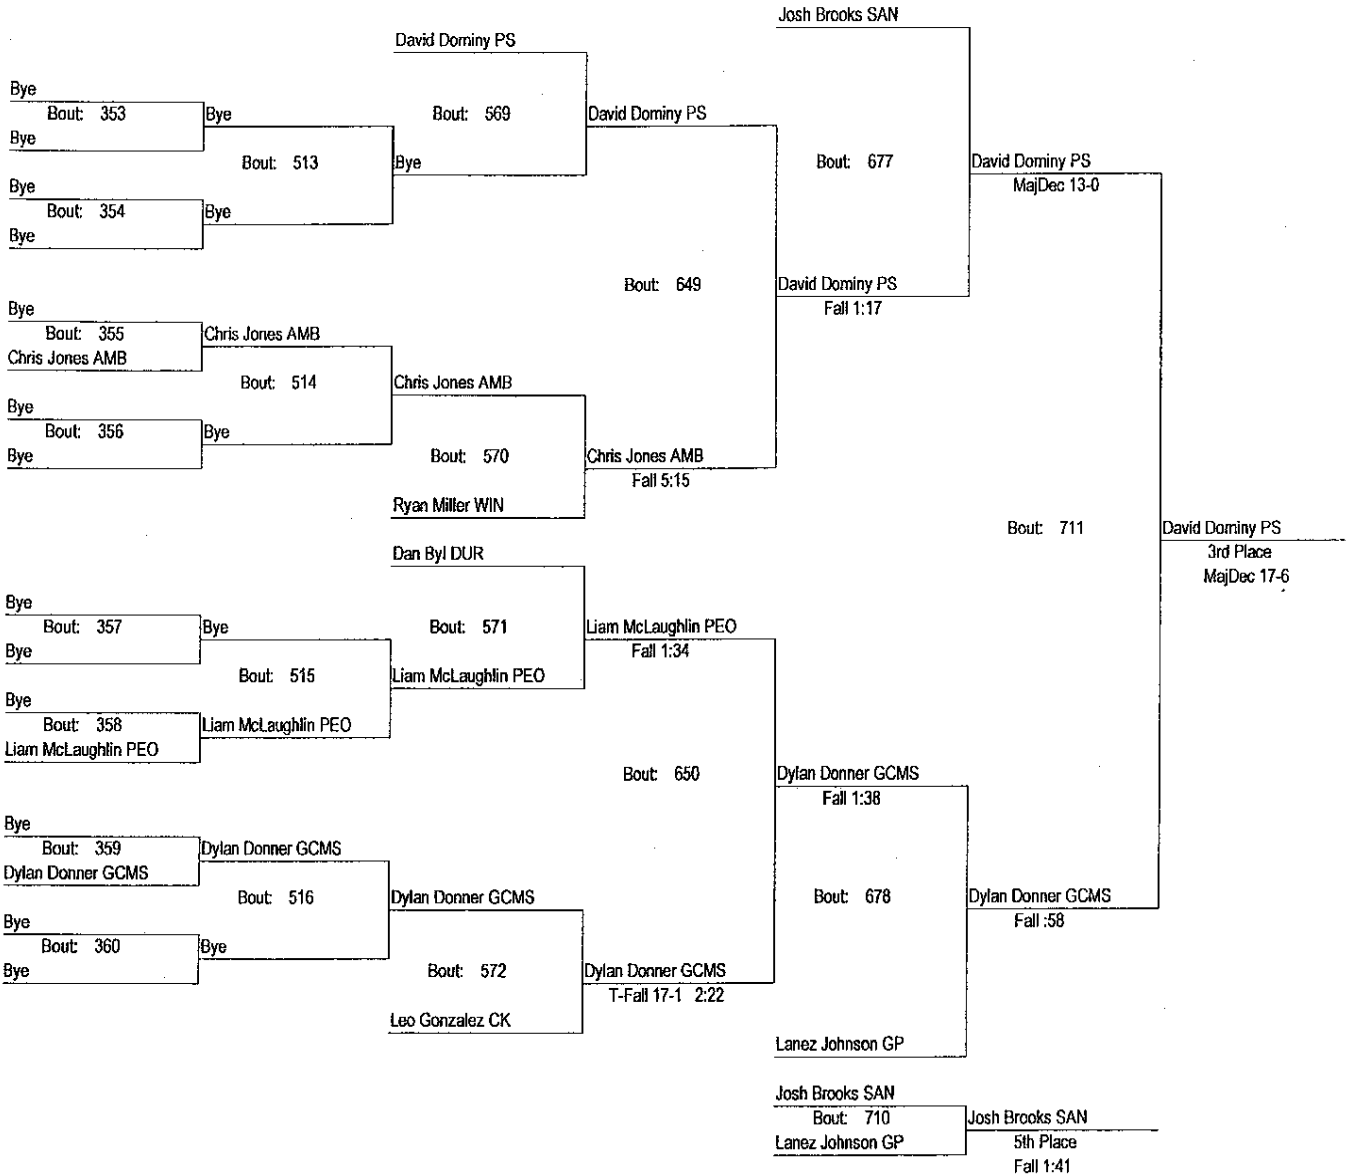 Josh Brooks SAN
David Dominy PS
Bye
Bout: 353
Bye
Bye
Bout: 569
David Dominy PS
Bout: 513
Bye
Bout: 677
David Dominy PS
MajDec 13-0
Bye
Bout: 354
Bye
Bye
Bout: 649
David Dominy PS
Fall 1:17
Bye
Bout: 355
Chris Jones AMB
Chris Jones AMB
Bout: 514
Chris Jones AMB
Bye
Bout: 356
Bye
Bye
Bout: 570
Chris Jones AMB
Fall 5:15
Ryan Miller WIN
Bout: 711
David Dominy PS
3rd Place
MajDec 17-6
Dan Byl DUR
Bye
Bout: 357
Bye
Bye
Bout: 571
Liam McLaughlin PEO
Fall 1:34
Bout: 515
Liam McLaughlin PEO
Bye
Bout: 358
Liam McLaughlin PEO
Liam McLaughlin PEO
Bout: 650
Dylan Donner GCMS
Fall 1:38
Bye
Bout: 359
Dylan Donner GCMS
Dylan Donner GCMS
Bout: 516
Dylan Donner GCMS
Bout: 678
Dylan Donner GCMS
Fall :58
Bye
Bout: 360
Bye
Bye
Bout: 572
Dylan Donner GCMS
T-Fall 17-1 2:22
Leo Gonzalez CK
Lanez Johnson GP
Josh Brooks SAN
Bout: 710
Josh Brooks SAN
Lanez Johnson GP
5th Place
Fall 1:41